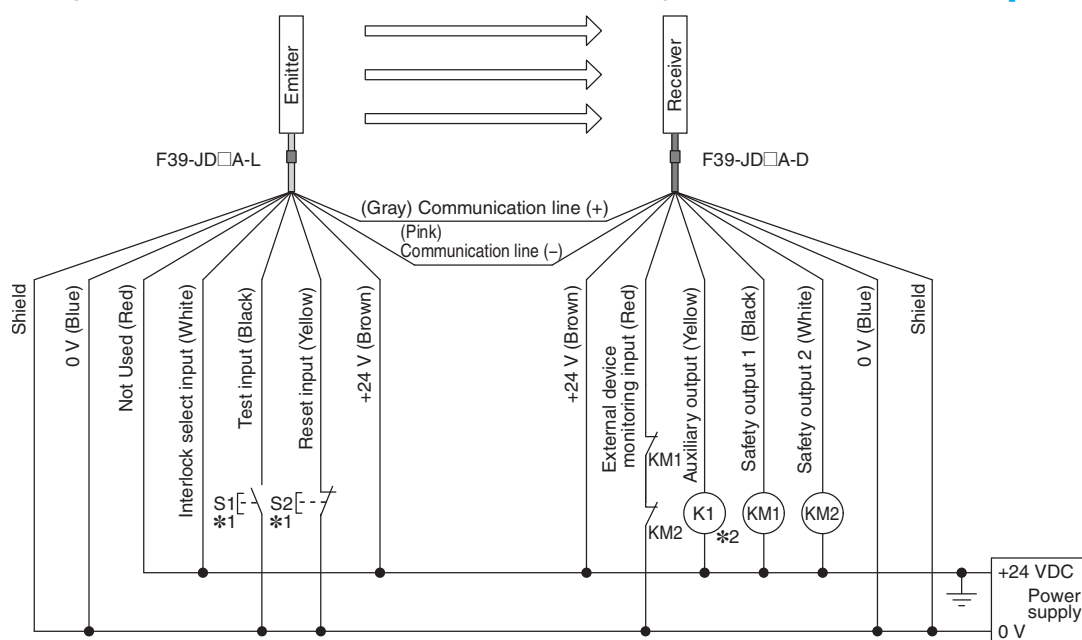 Emitter
Receiver
F39-JD□A-L
F39-JD□A-D
(Gray) Communication line (+)
(Pink)
Communication line (−)
Shield
0 V (Blue)
Not Used (Red)
Interlock select input (White)
Test input (Black)
Reset input (Yellow)
+24 V (Brown)
+24 V (Brown)
External device
monitoring input (Red)
Auxiliary output (Yellow)
Safety output 1 (Black)
Safety output 2 (White)
0 V (Blue)
Shield
S1
*1
S2
*1
KM1
KM2
K1
*2
KM1
KM2
+24 VDC
Power
supply
0 V